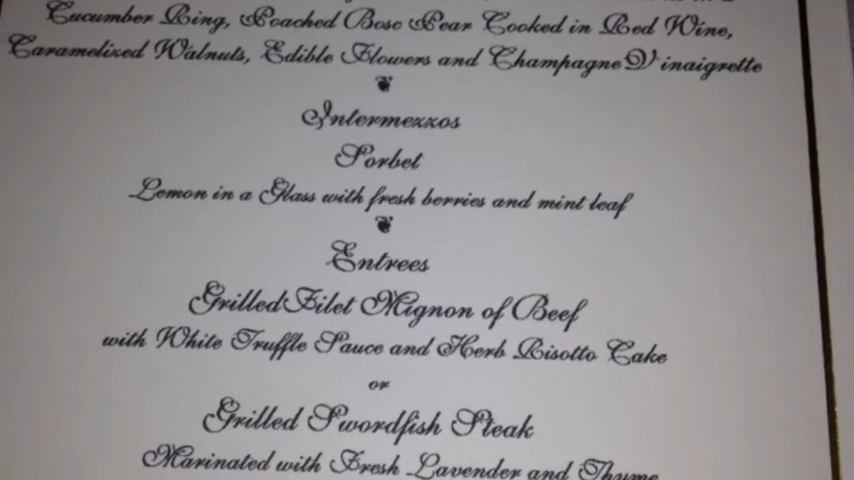 Cucumber Ring, Poached Bosc Pear Cooked in Red Wine,
Caramelized Walnuts, Edible Flowers and Champagne Vinaigrette
Intermezzos
Sorbet
Lemon in a Glass with fresh berries and mint leaf
Entrees
Grilled Filet Mignon of Beef
with White Truffle Sauce and Herb Risotto Cake
or
Grilled Swordfish Steak
Marinated with Fresh Lavender and Thyme